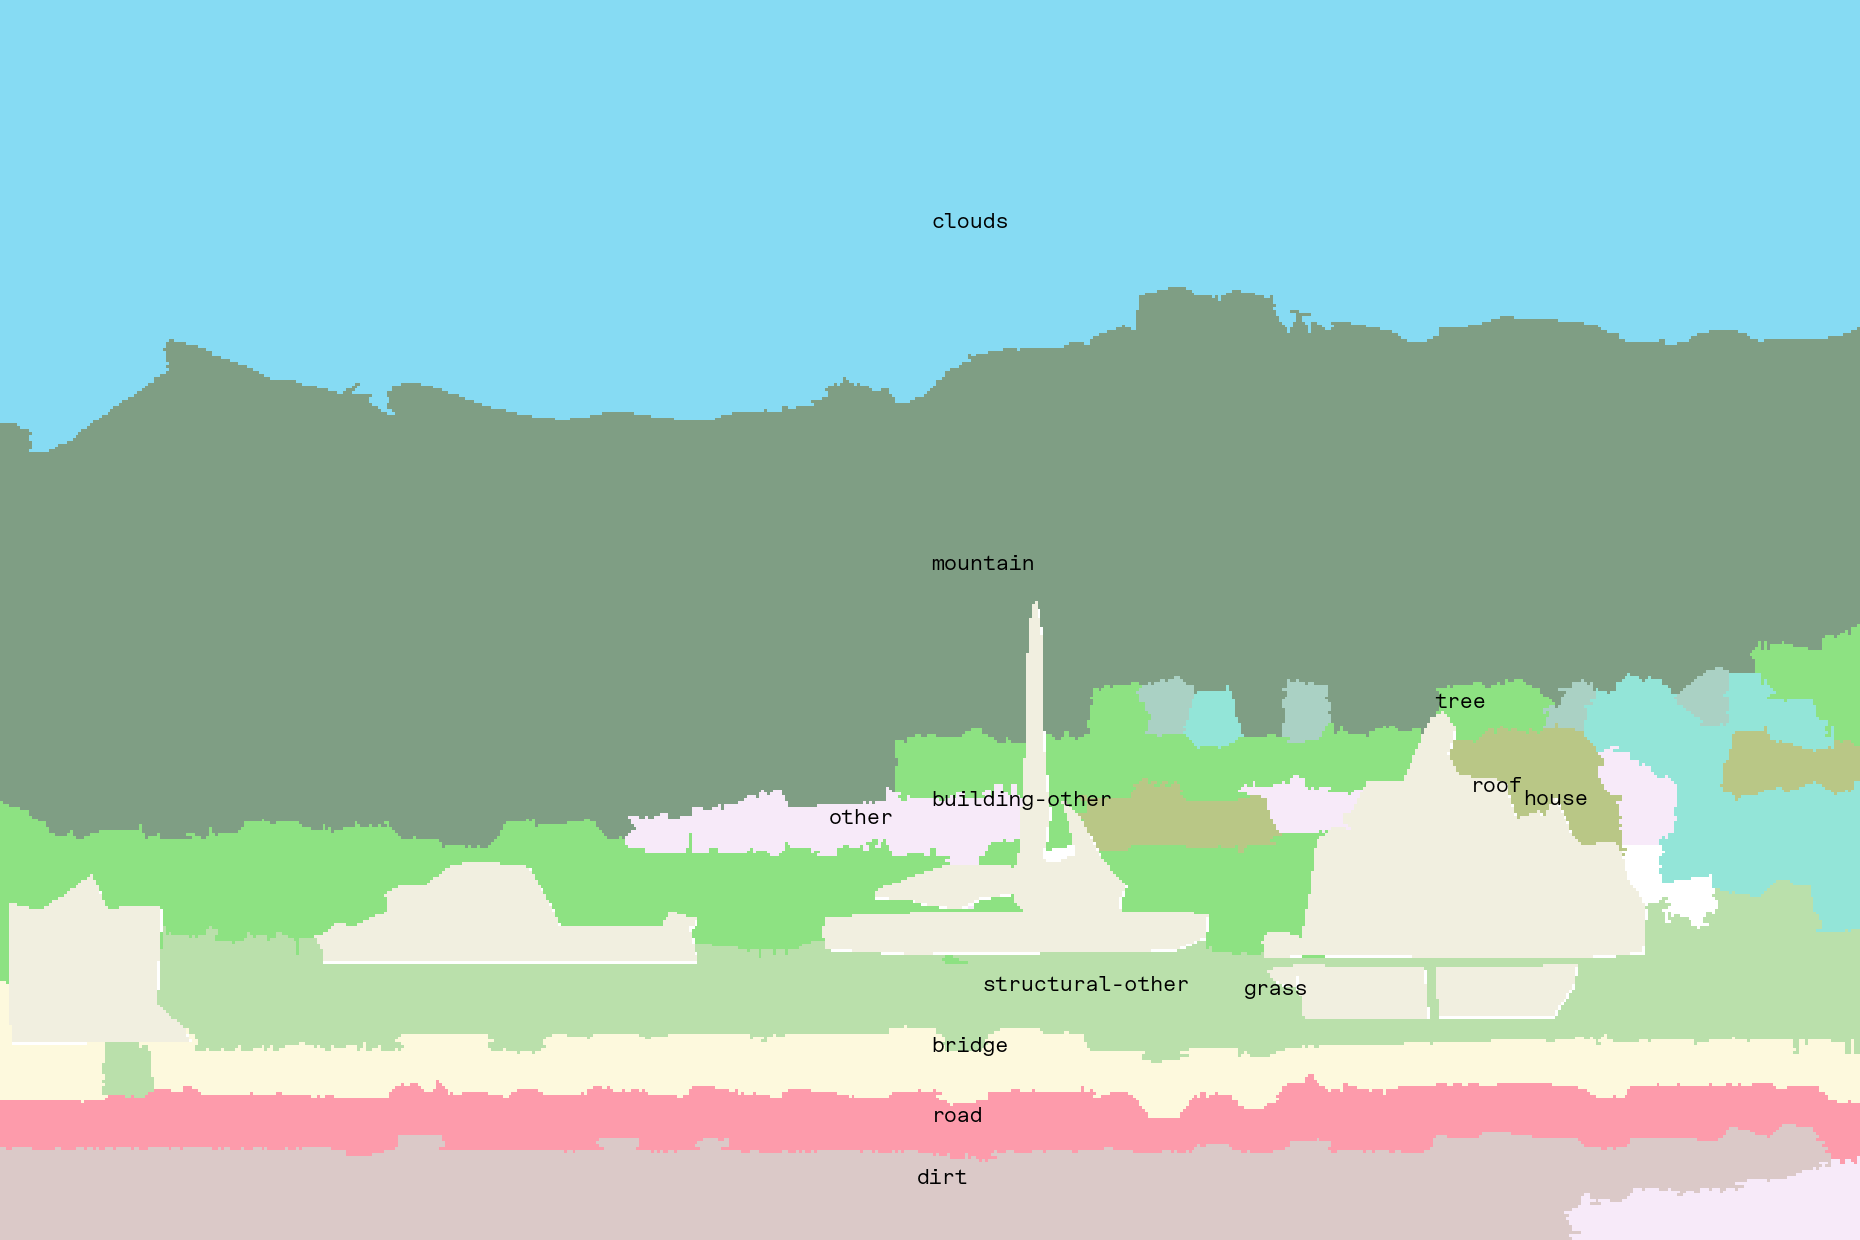 clouds
mountain
tree
roof
house
building-other
other
structural-other
grass
bridge
road
dirt